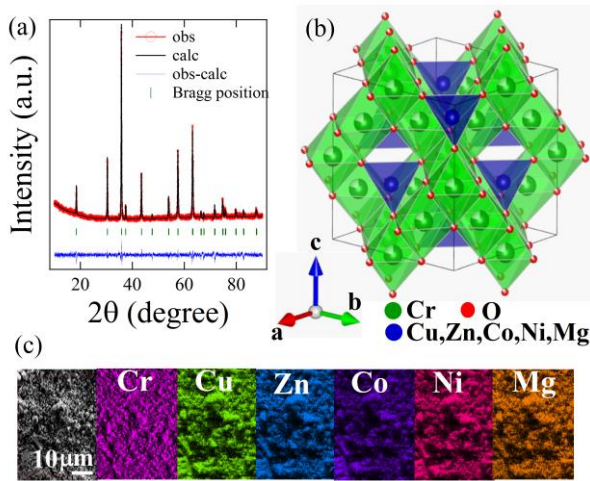 (a)
Intensity (a.u.)
obs
calc
obs-calc
Bragg position
20 40 60 80
2θ (degree)
(b)
c
a
b
Cr O
Cu,Zn,Co,Ni,Mg
(c)
Cr Cu Zn Co Ni Mg
10μm